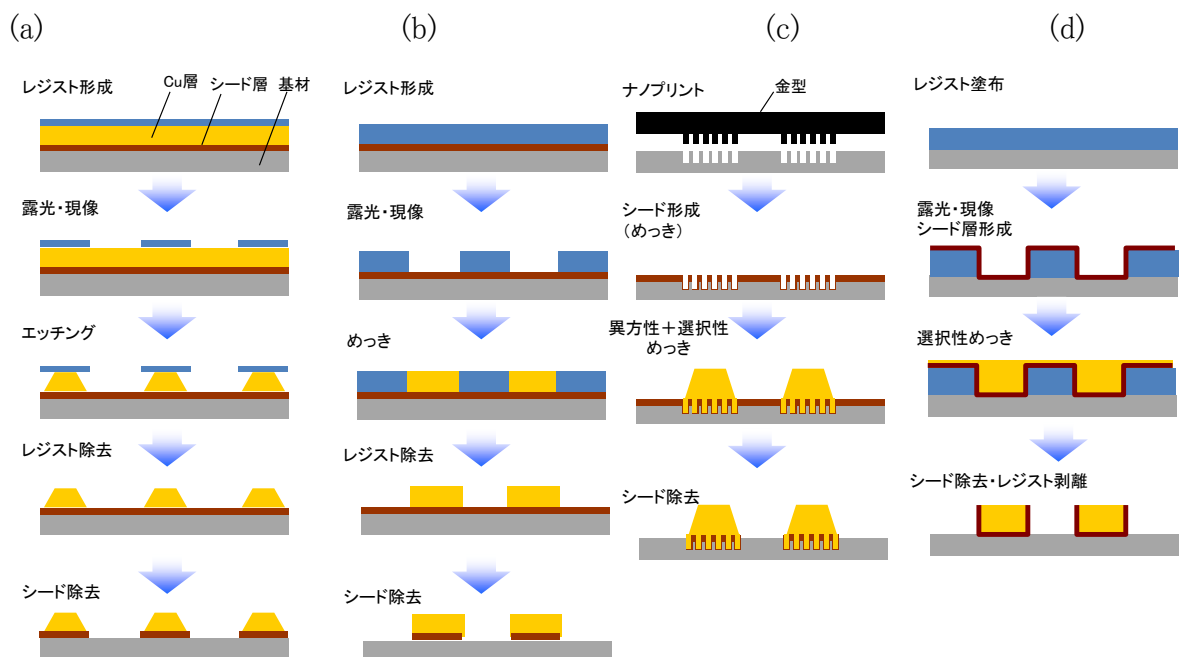 (a)
レジスト形成
Cu層
シード層
基材
露光・現像
エッチング
レジスト除去
シード除去
(b)
レジスト形成
露光・現像
めっき
レジスト除去
シード除去
(c)
ナノプリント
金型
シード形成
(めっき)
異方性＋選択性
めっき
シード除去
(d)
レジスト塗布
露光・現像
シード層形成
選択性めっき
シード除去・レジスト剥離